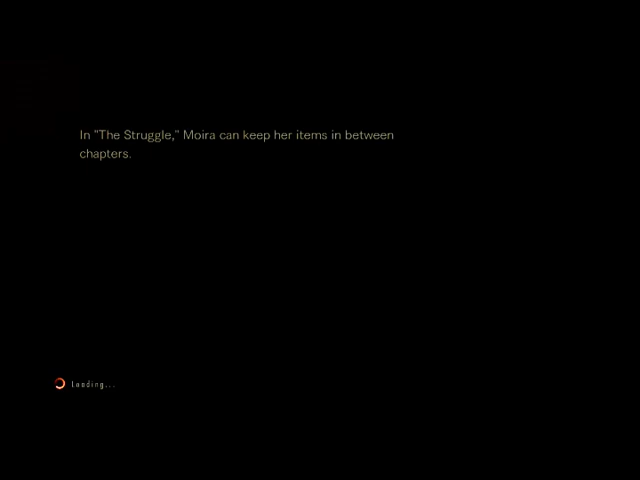 In "The Struggle," Moira can keep her items in between
chapters.
Loading...